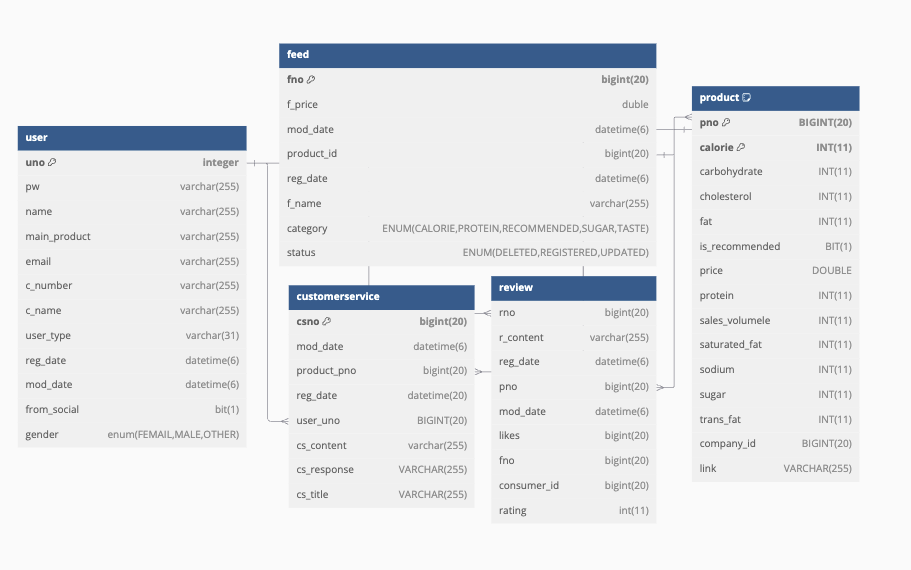 feed
fno bigint(20)
f_price duble
mod_date datetime(6)
product_id bigint(20)
reg_date datetime(6)
f_name varchar(255)
category ENUM(CALORIE,PROTEIN,RECOMMENDED,SUGAR,TASTE)
status ENUM(DELETED,REGISTERED,UPDATED)
product
pno BIGINT(20)
calorie INT(11)
carbohydrate INT(11)
cholesterol INT(11)
fat INT(11)
is_recommended BIT(1)
price DOUBLE
protein INT(11)
sales_volumele INT(11)
saturated_fat INT(11)
sodium INT(11)
sugar INT(11)
trans_fat INT(11)
company_id BIGINT(20)
link VARCHAR(255)
user
uno integer
pw varchar(255)
name varchar(255)
main_product varchar(255)
email varchar(255)
c_number varchar(255)
c_name varchar(255)
user_type varchar(31)
reg_date datetime(6)
mod_date datetime(6)
from_social bit(1)
gender enum(FEMAIL,MALE,OTHER)
customerservice
csno bigint(20)
mod_date datetime(6)
product_pno bigint(20)
reg_date datetime(20)
user_uno BIGINT(20)
cs_content varchar(255)
cs_response VARCHAR(255)
cs_title VARCHAR(255)
review
rno bigint(20)
r_content varchar(255)
reg_date datetime(6)
pno bigint(20)
mod_date datetime(6)
likes bigint(20)
fno bigint(20)
consumer_id bigint(20)
rating int(11)